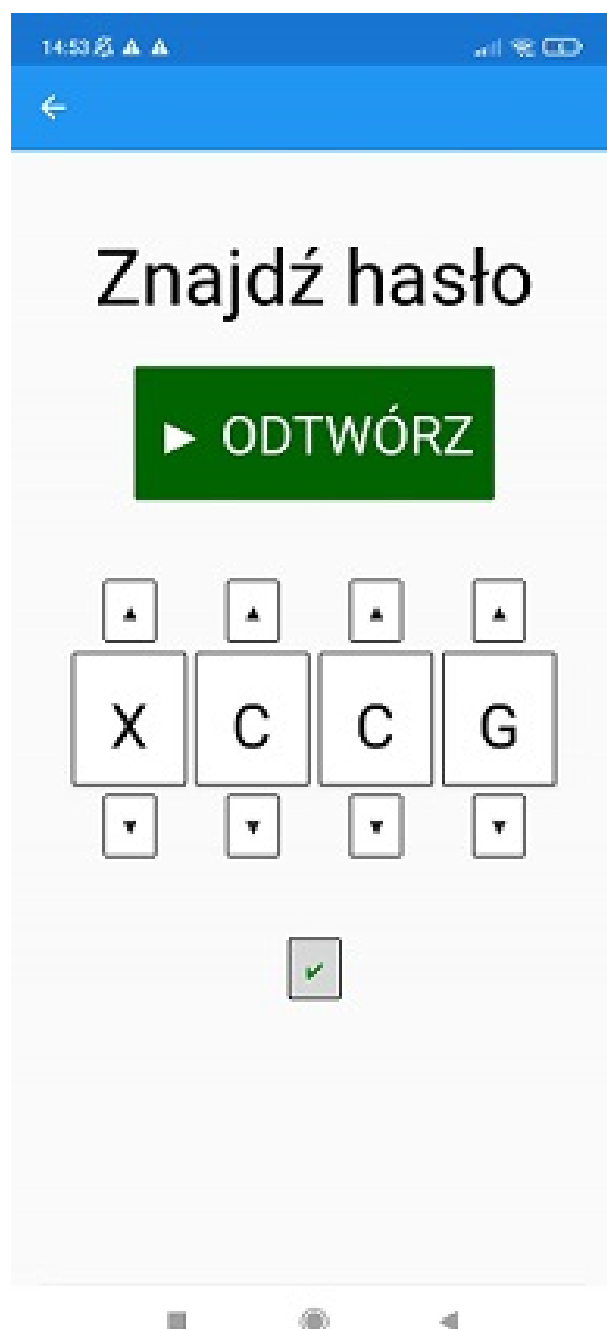 14:53
Znajdź hasło
► ODTWÓRZ
▲ ▲ ▲ ▲
X C C G
▼ ▼ ▼ ▼
✔